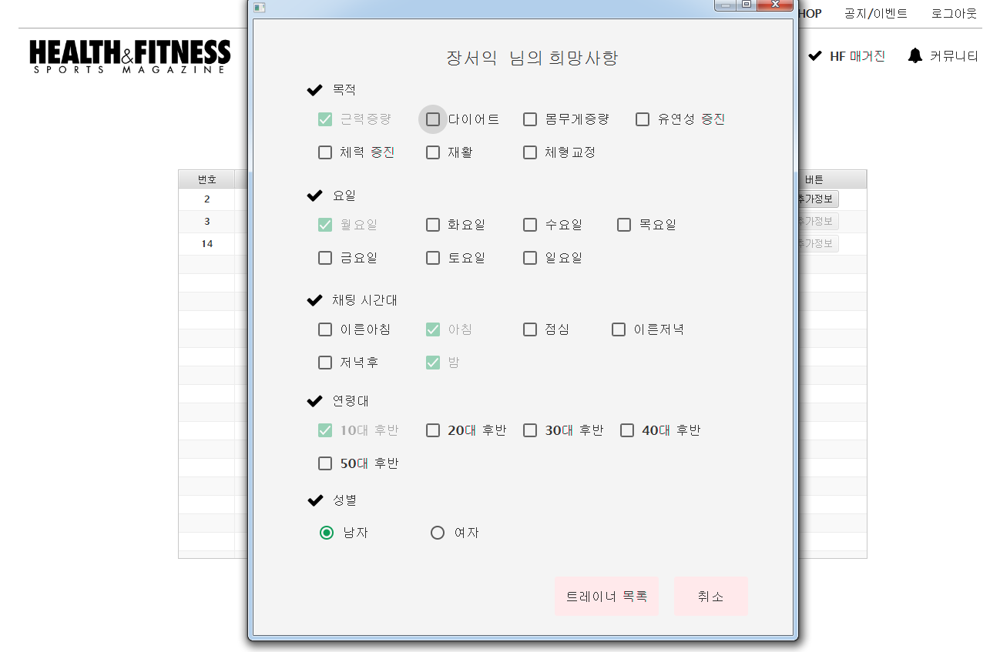 HOP 공지/이벤트 로그아웃
HEALTH&FITNESS
SPORTS MAGAZINE
HF 매거진 커뮤니티
장서익 님의 희망사항
목적
근력증량 다이어트 몸무게증량 유연성 증진
체력 증진 재활 체형교정
요일
월요일 화요일 수요일 목요일
금요일 토요일 일요일
채팅 시간대
이른아침 아침 점심 이른저녁
저녁후 밤
연령대
10대 후반 20대 후반 30대 후반 40대 후반
50대 후반
성별
남자 여자
트레이너 목록 취소
번호 버튼
2 추가정보
3 추가정보
14 추가정보